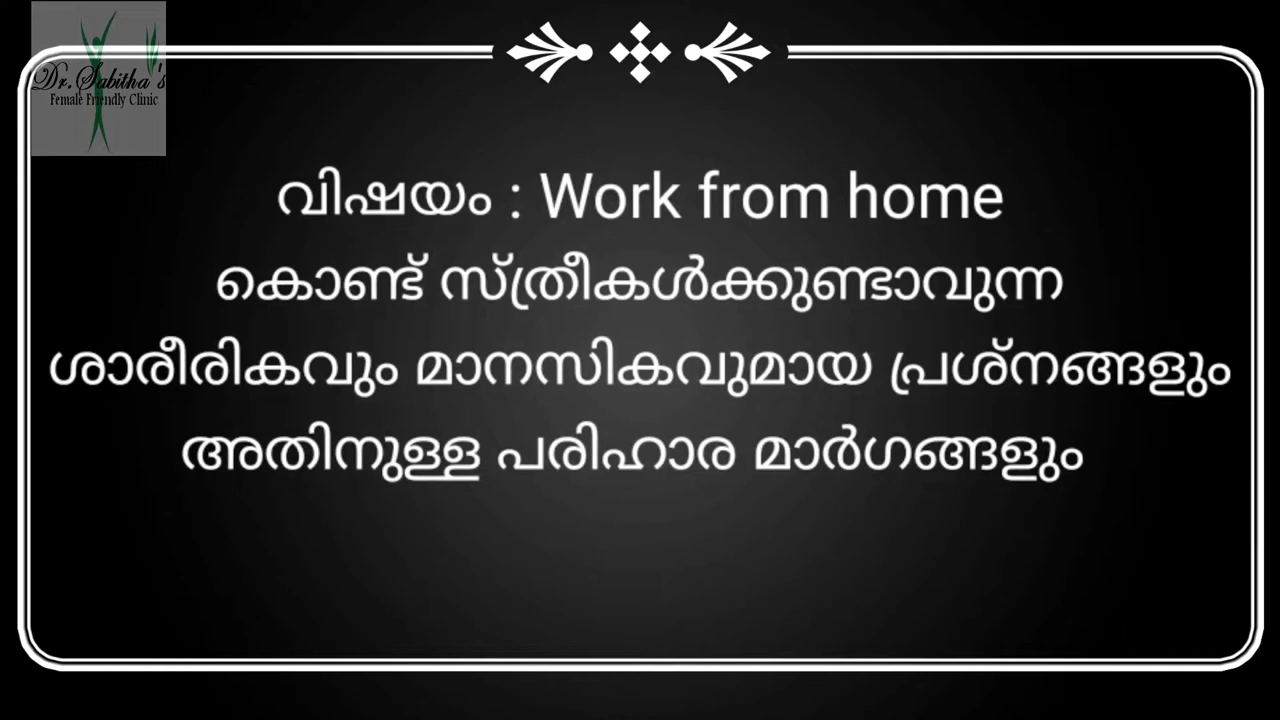 Dr. Sabitha's
Female Friendly Clinic
വിഷയം : Work from home
കൊണ്ട് സ്ത്രീകൾക്കുണ്ടാവുന്ന
ശാരീരികവും മാനസികവുമായ പ്രശ്നങ്ങളും
അതിനുള്ള പരിഹാര മാർഗങ്ങളും